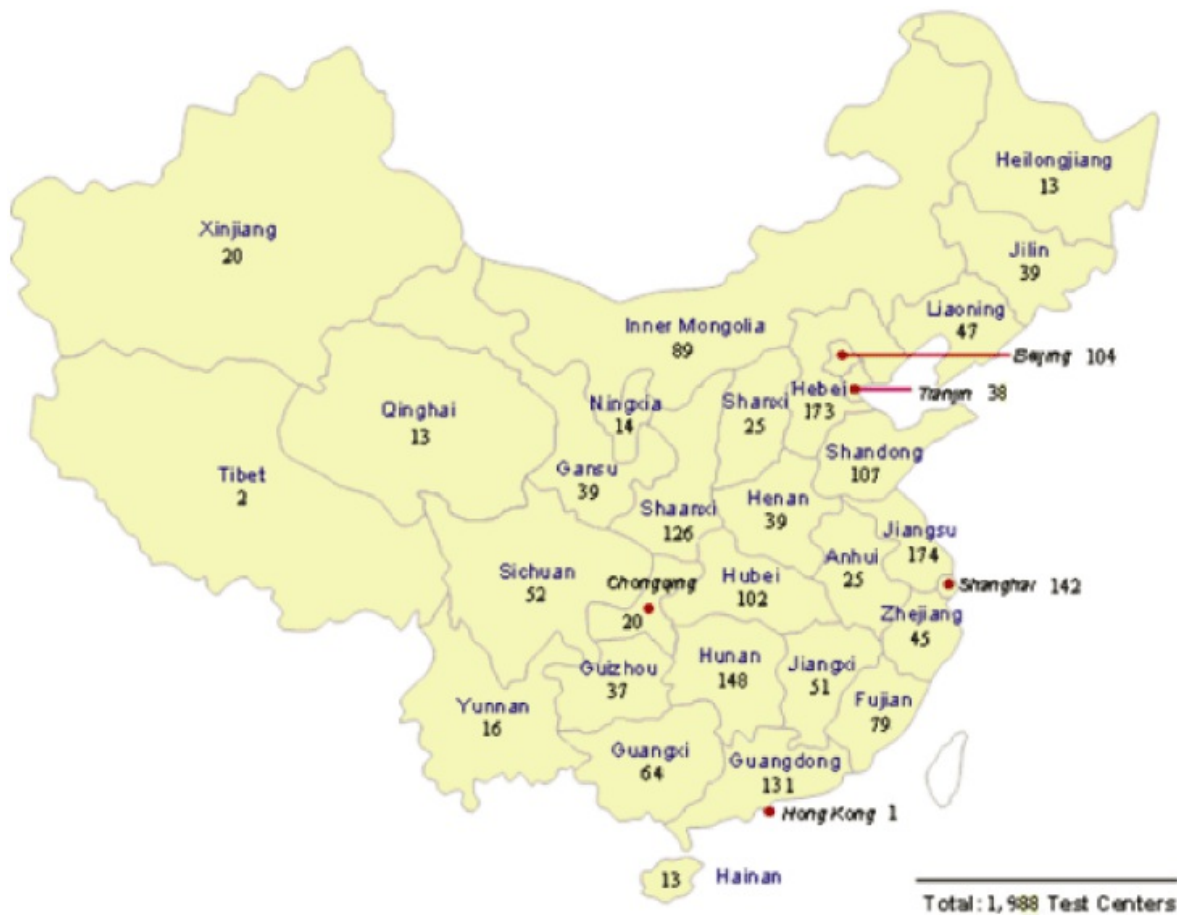 Heilongjiang
13
Xinjiang
20
Jilin
39
Liaoning
47
Inner Mongolia
89
Beijing 104
Hebei
173
Tianjin 38
Qinghai
13
Ningxia
14
Shanxi
25
Shandong
107
Tibet
2
Gansu
39
Shaanxi
126
Henan
39
Jiangsu
174
Anhui
25
Sichuan
52
Chongqing
20
Hubei
102
Shanghai 142
Zhejiang
45
Guizhou
37
Hunan
148
Jiangxi
51
Fujian
79
Yunnan
16
Guangxi
64
Guangdong
131
Hong Kong 1
13 Hainan
Total: 1,988 Test Centers